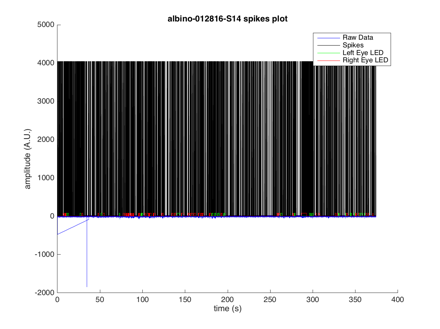 albino-012816-S14 spikes plot
5000
4000
3000
2000
1000
0
-1000
-2000
amplitude (A.U.)
Raw Data
Spikes
Left Eye LED
Right Eye LED
0 50 100 150 200 250 300 350 400
time (s)